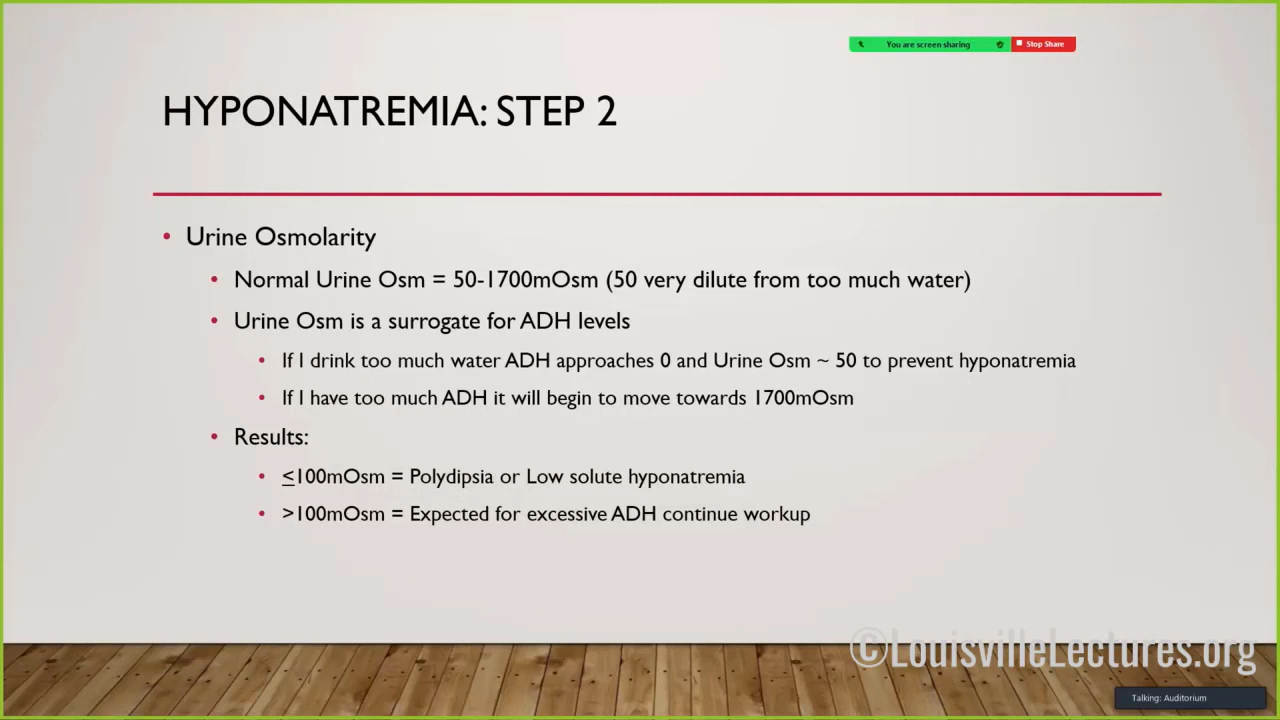 You are screen sharing
Stop Share
HYPONATREMIA: STEP 2
• Urine Osmolarity
• Normal Urine Osm = 50-1700mOsm (50 very dilute from too much water)
• Urine Osm is a surrogate for ADH levels
• If I drink too much water ADH approaches 0 and Urine Osm ~ 50 to prevent hyponatremia
• If I have too much ADH it will begin to move towards 1700mOsm
• Results:
• ≤100mOsm = Polydipsia or Low solute hyponatremia
• >100mOsm = Expected for excessive ADH continue workup
©LouisvilleLectures.org
Talking: Auditorium